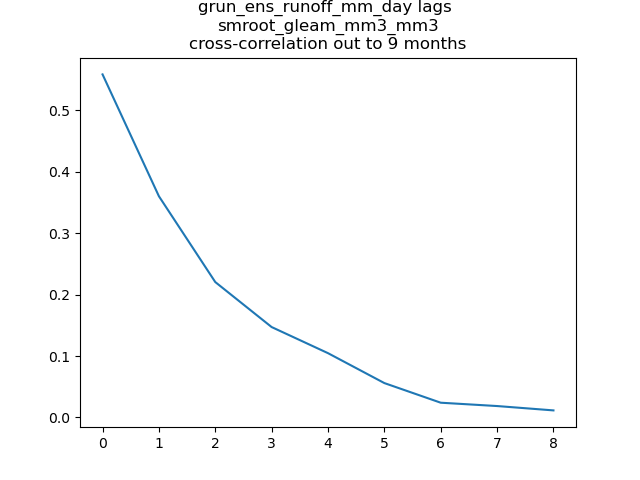 grun_ens_runoff_mm_day lags
smroot_gleam_mm3_mm3
cross-correlation out to 9 months
0.5
0.4
0.3
0.2
0.1
0.0
0 1 2 3 4 5 6 7 8